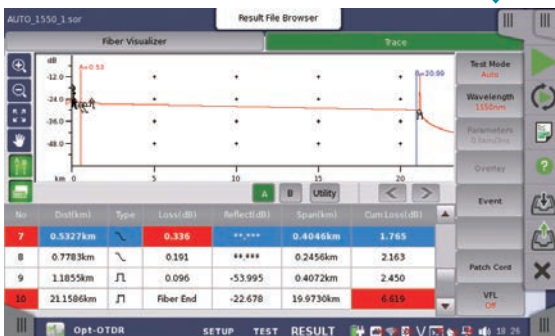 AUTO_1550_1.sor
Result File Browser
Fiber Visualizer
Trace
dB
A=0.53
B=20.99
-12.0
-24.0
-36.0
-48.0
km 0 5 10 15 20
A B Utility
Test Mode
Auto
Wavelength
1550nm
Parameters
Overlay
Event
Patch Cord
VFL
Off
No Dist(km) Type Loss(dB) Reflect(dB) Span(km) Cum.Loss(dB)
7 0.5327km 0.336 **.*** 0.4046km 1.765
8 0.7783km 0.191 **.*** 0.2456km 2.163
9 1.1855km 0.096 -53.995 0.4072km 2.450
10 21.1586km Fiber End -22.678 19.9730km 6.619
Opt-OTDR SETUP TEST RESULT 18 26